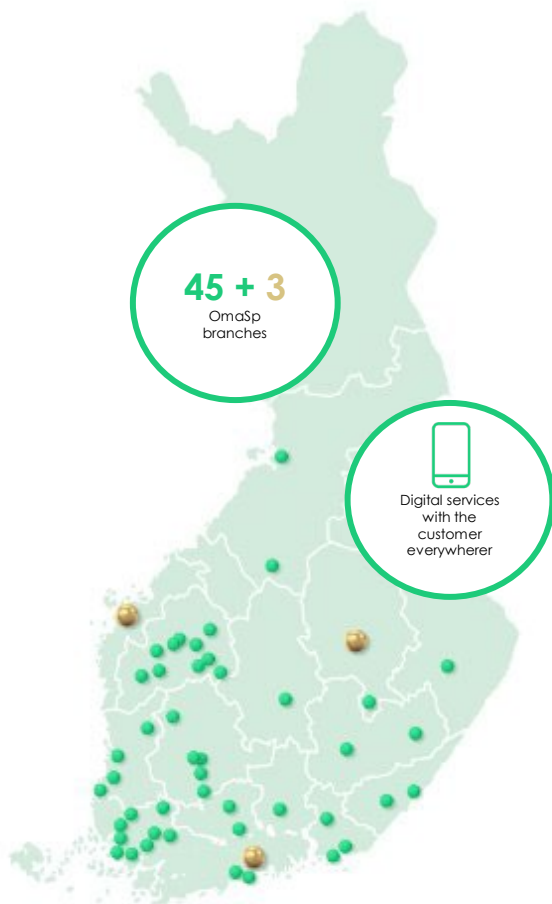 45 + 3
OmaSp
branches
Digital services
with the
customer
everywherer